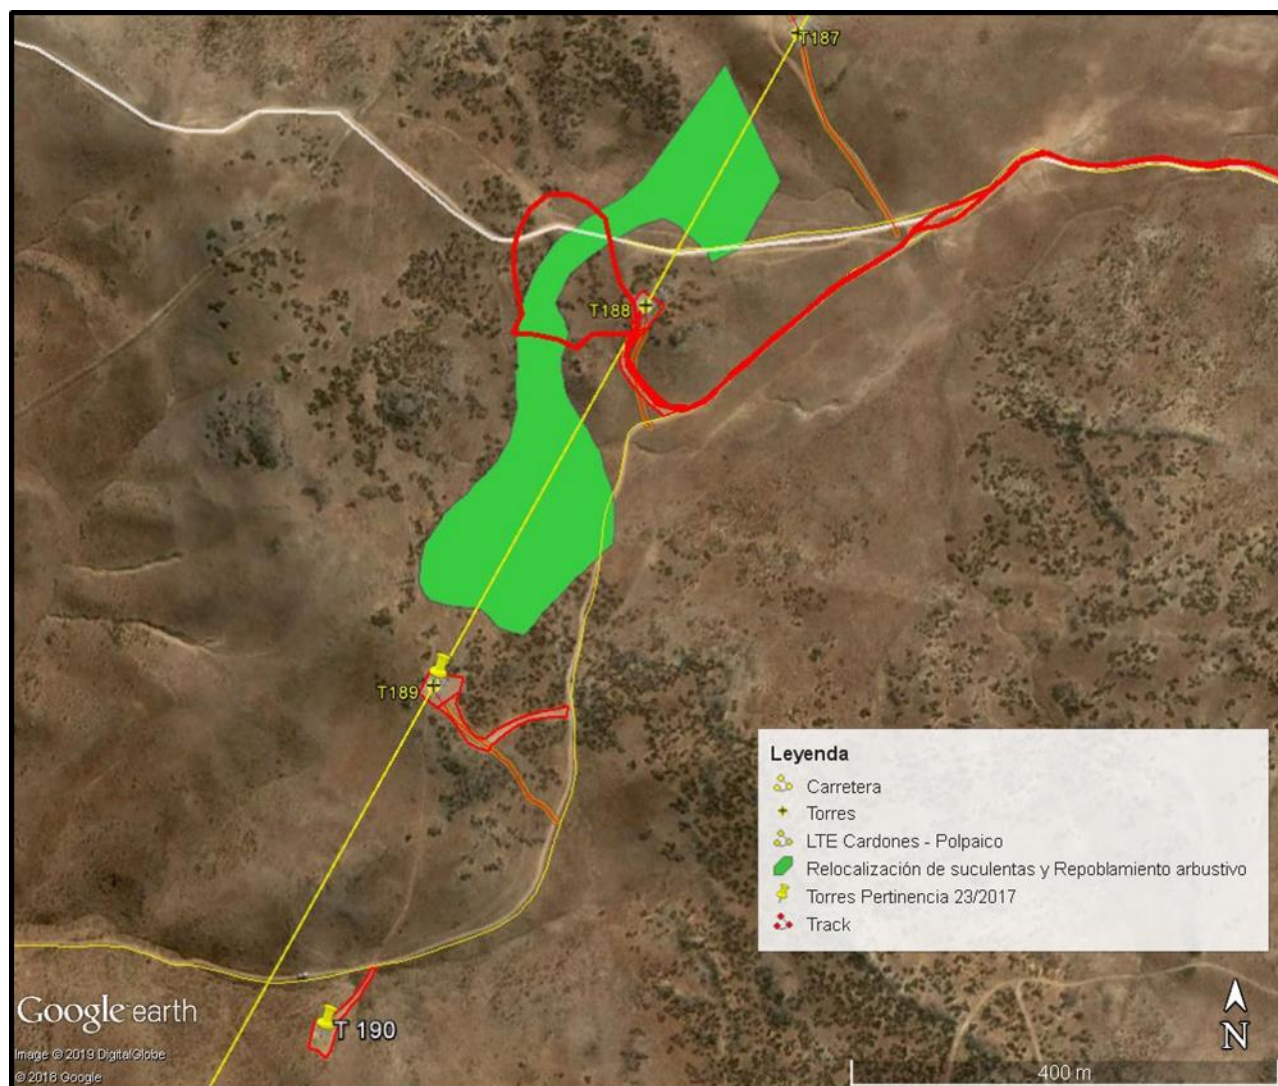 T187
T188
T189
Leyenda
Carretera
Torres
LTE Cardones - Polpaico
Relocalización de suculentas y Repoblamiento arbustivo
Torres Pertinencia 23/2017
Track
Google earth
T 190
N
Image © 2019 DigitalGlobe
© 2018 Google
400 m